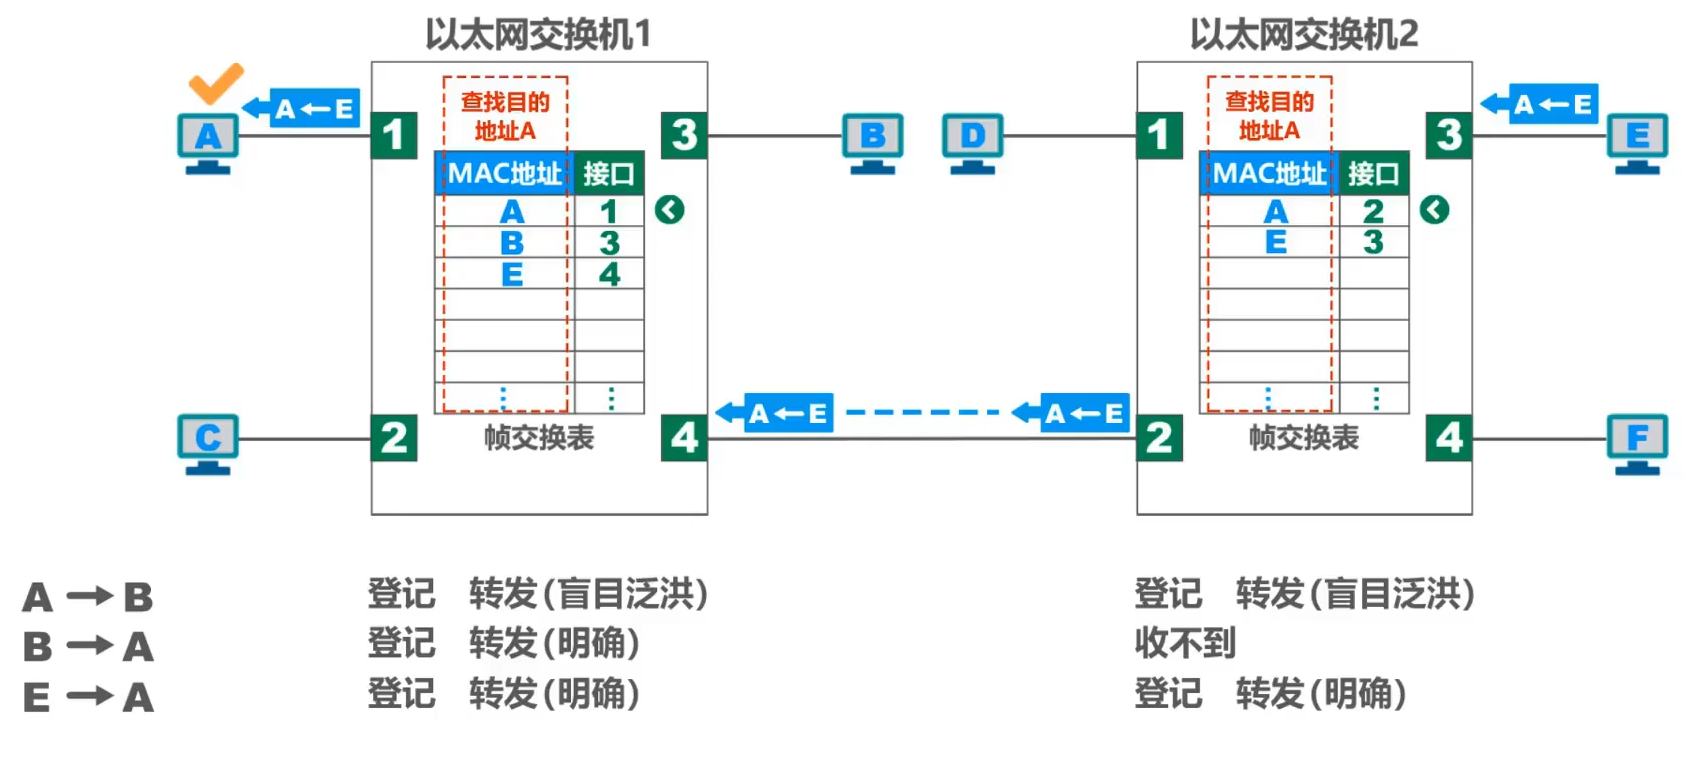 以太网交换机1
以太网交换机2
A←E
查找目的
地址A
查找目的
地址A
A←E
A
1
3
B
D
1
3
E
MAC地址 接口
A 1
B 3
E 4
⋮ ⋮
MAC地址 接口
A 2
E 3
⋮ ⋮
A←E
A←E
C
2
帧交换表
4
2
帧交换表
4
F
A→B 登记 转发(盲目泛洪) 登记 转发(盲目泛洪)
B→A 登记 转发(明确) 收不到
E→A 登记 转发(明确) 登记 转发(明确)